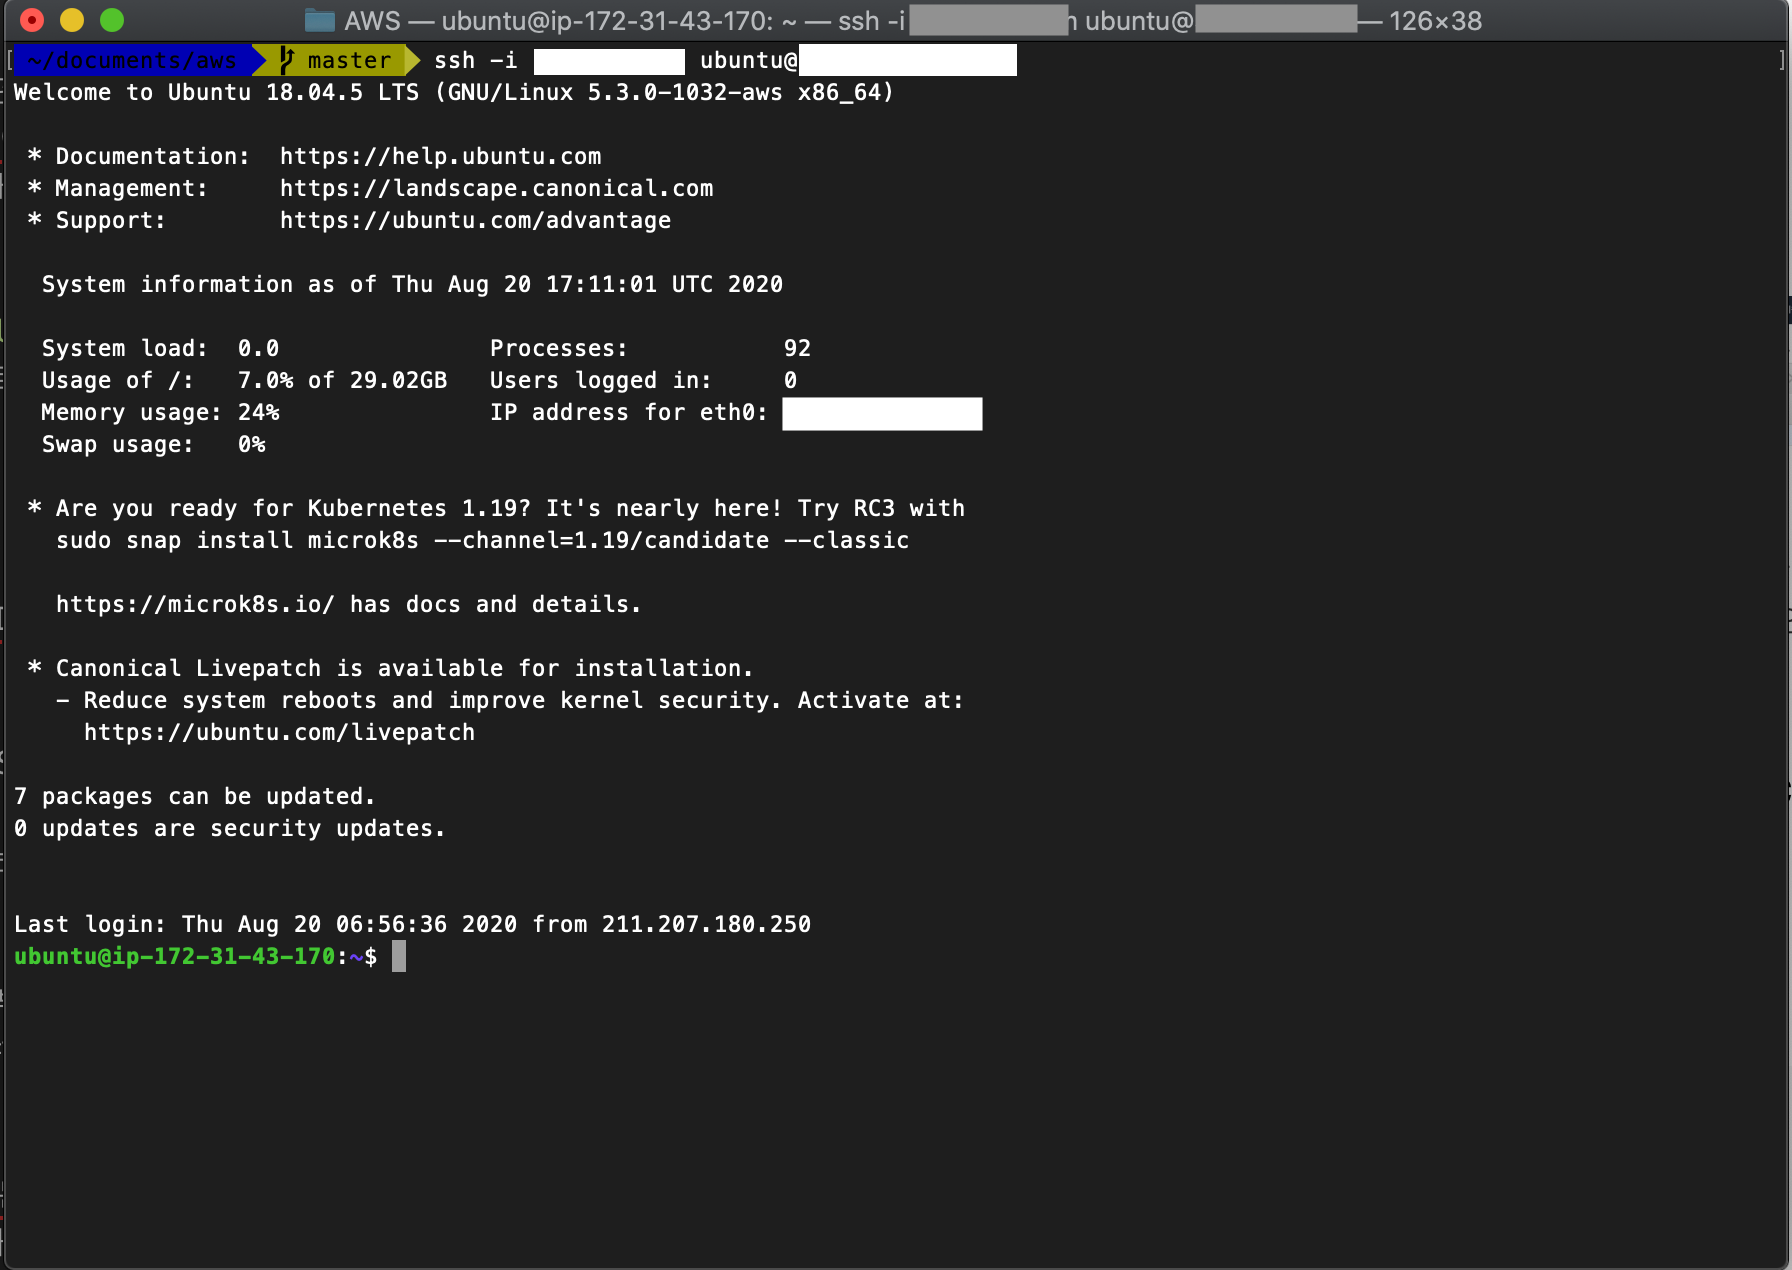 AWS — ubuntu@ip-172-31-43-170: ~ — ssh -i ubuntu@ — 126×38
~/documents/aws master ssh -i ubuntu@
Welcome to Ubuntu 18.04.5 LTS (GNU/Linux 5.3.0-1032-aws x86_64)
* Documentation: https://help.ubuntu.com
* Management: https://landscape.canonical.com
* Support: https://ubuntu.com/advantage
System information as of Thu Aug 20 17:11:01 UTC 2020
System load: 0.0 Processes: 92
Usage of /: 7.0% of 29.02GB Users logged in: 0
Memory usage: 24% IP address for eth0:
Swap usage: 0%
* Are you ready for Kubernetes 1.19? It's nearly here! Try RC3 with
sudo snap install microk8s --channel=1.19/candidate --classic
https://microk8s.io/ has docs and details.
* Canonical Livepatch is available for installation.
- Reduce system reboots and improve kernel security. Activate at:
https://ubuntu.com/livepatch
7 packages can be updated.
0 updates are security updates.
Last login: Thu Aug 20 06:56:36 2020 from 211.207.180.250
ubuntu@ip-172-31-43-170:~$